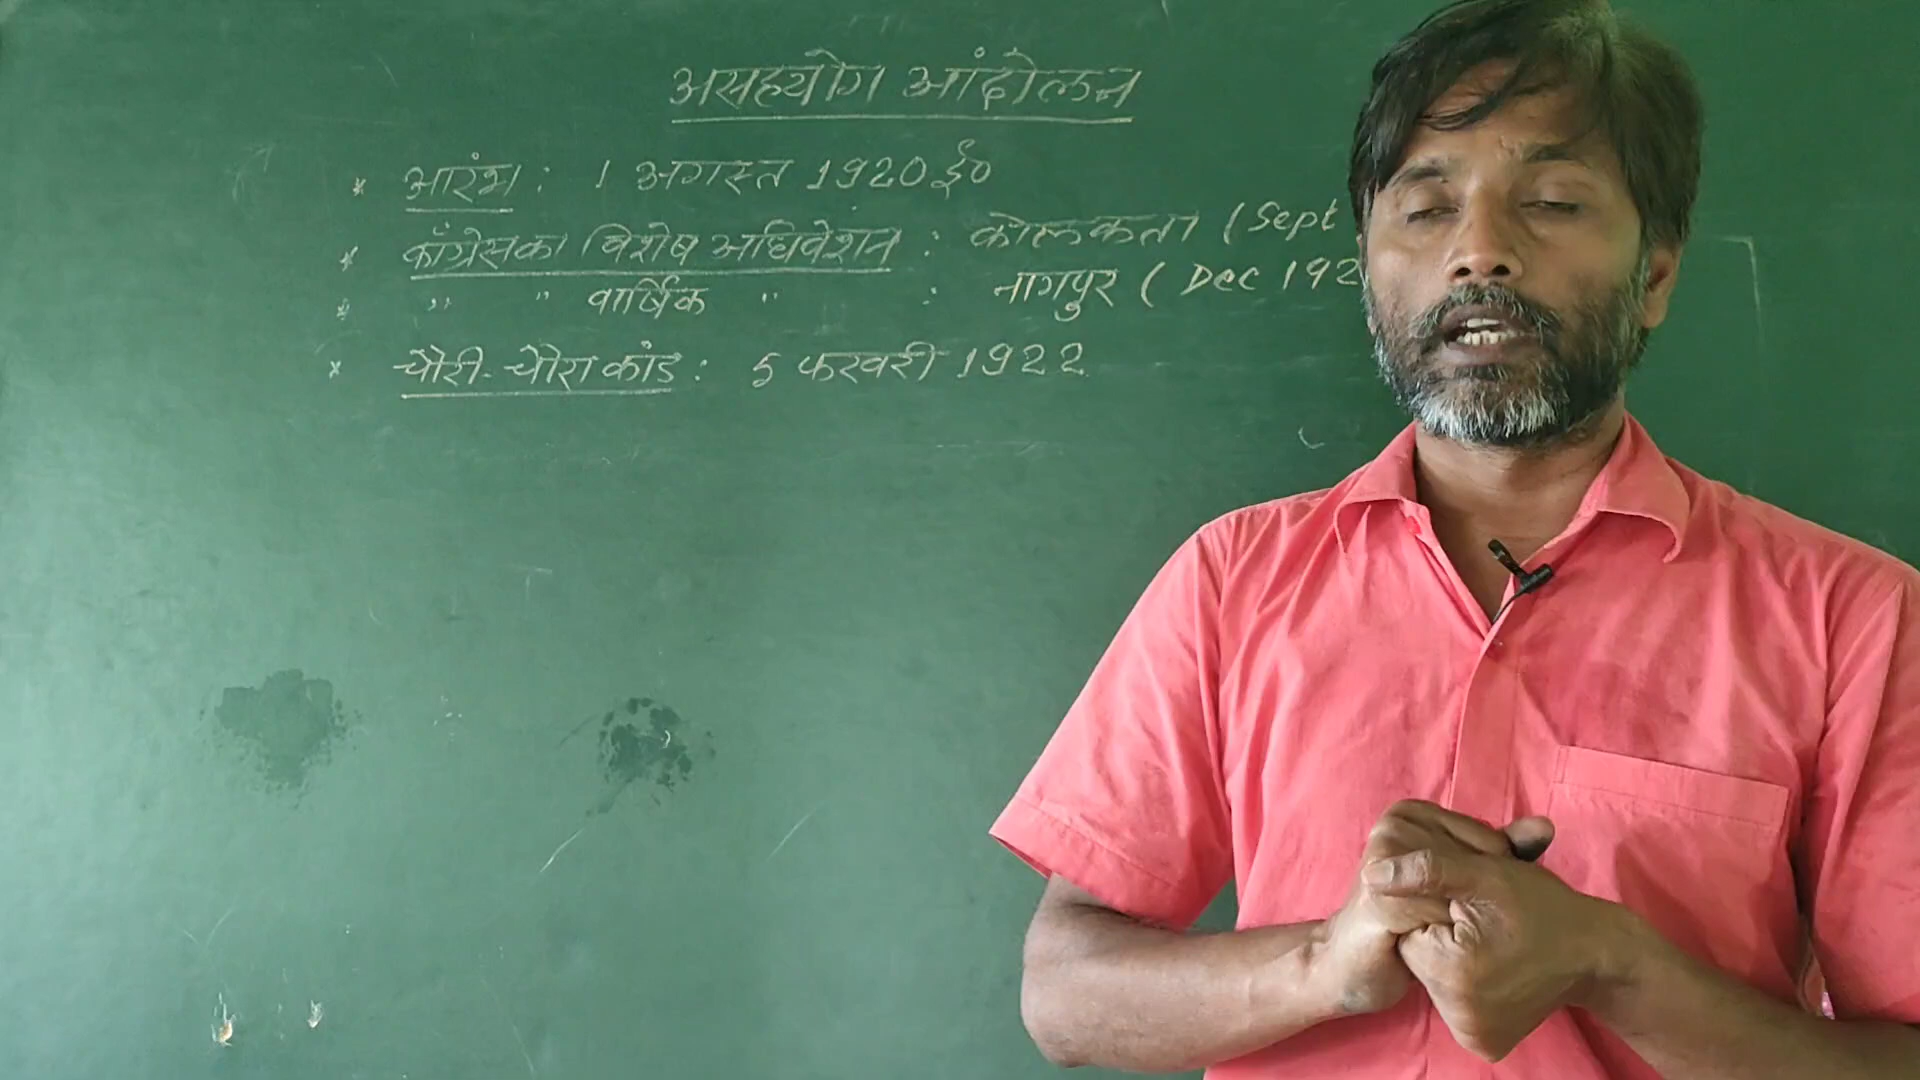 असहयोग आंदोलन
* आरंभ : 1 अगस्त 1920 ई०
* काँग्रेसका विशेष अधिवेशन : कोलकता ( Sept
* " " वार्षिक " : नागपुर ( Dec 192
* चौरी-चौरा कांड : 5 फरवरी 1922